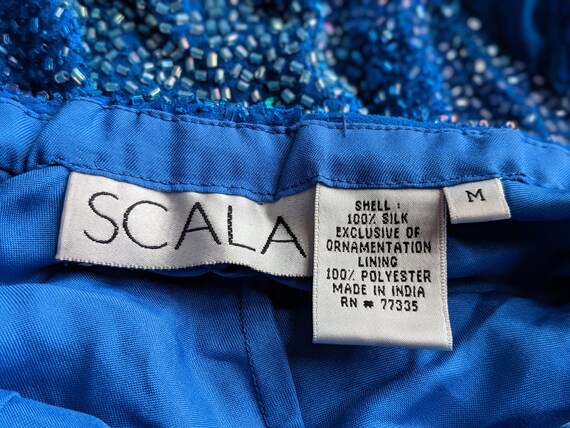 SCALA
SHELL :
100% SILK
EXCLUSIVE OF
ORNAMENTATION
LINING
100% POLYESTER
MADE IN INDIA
RN # 77335
M